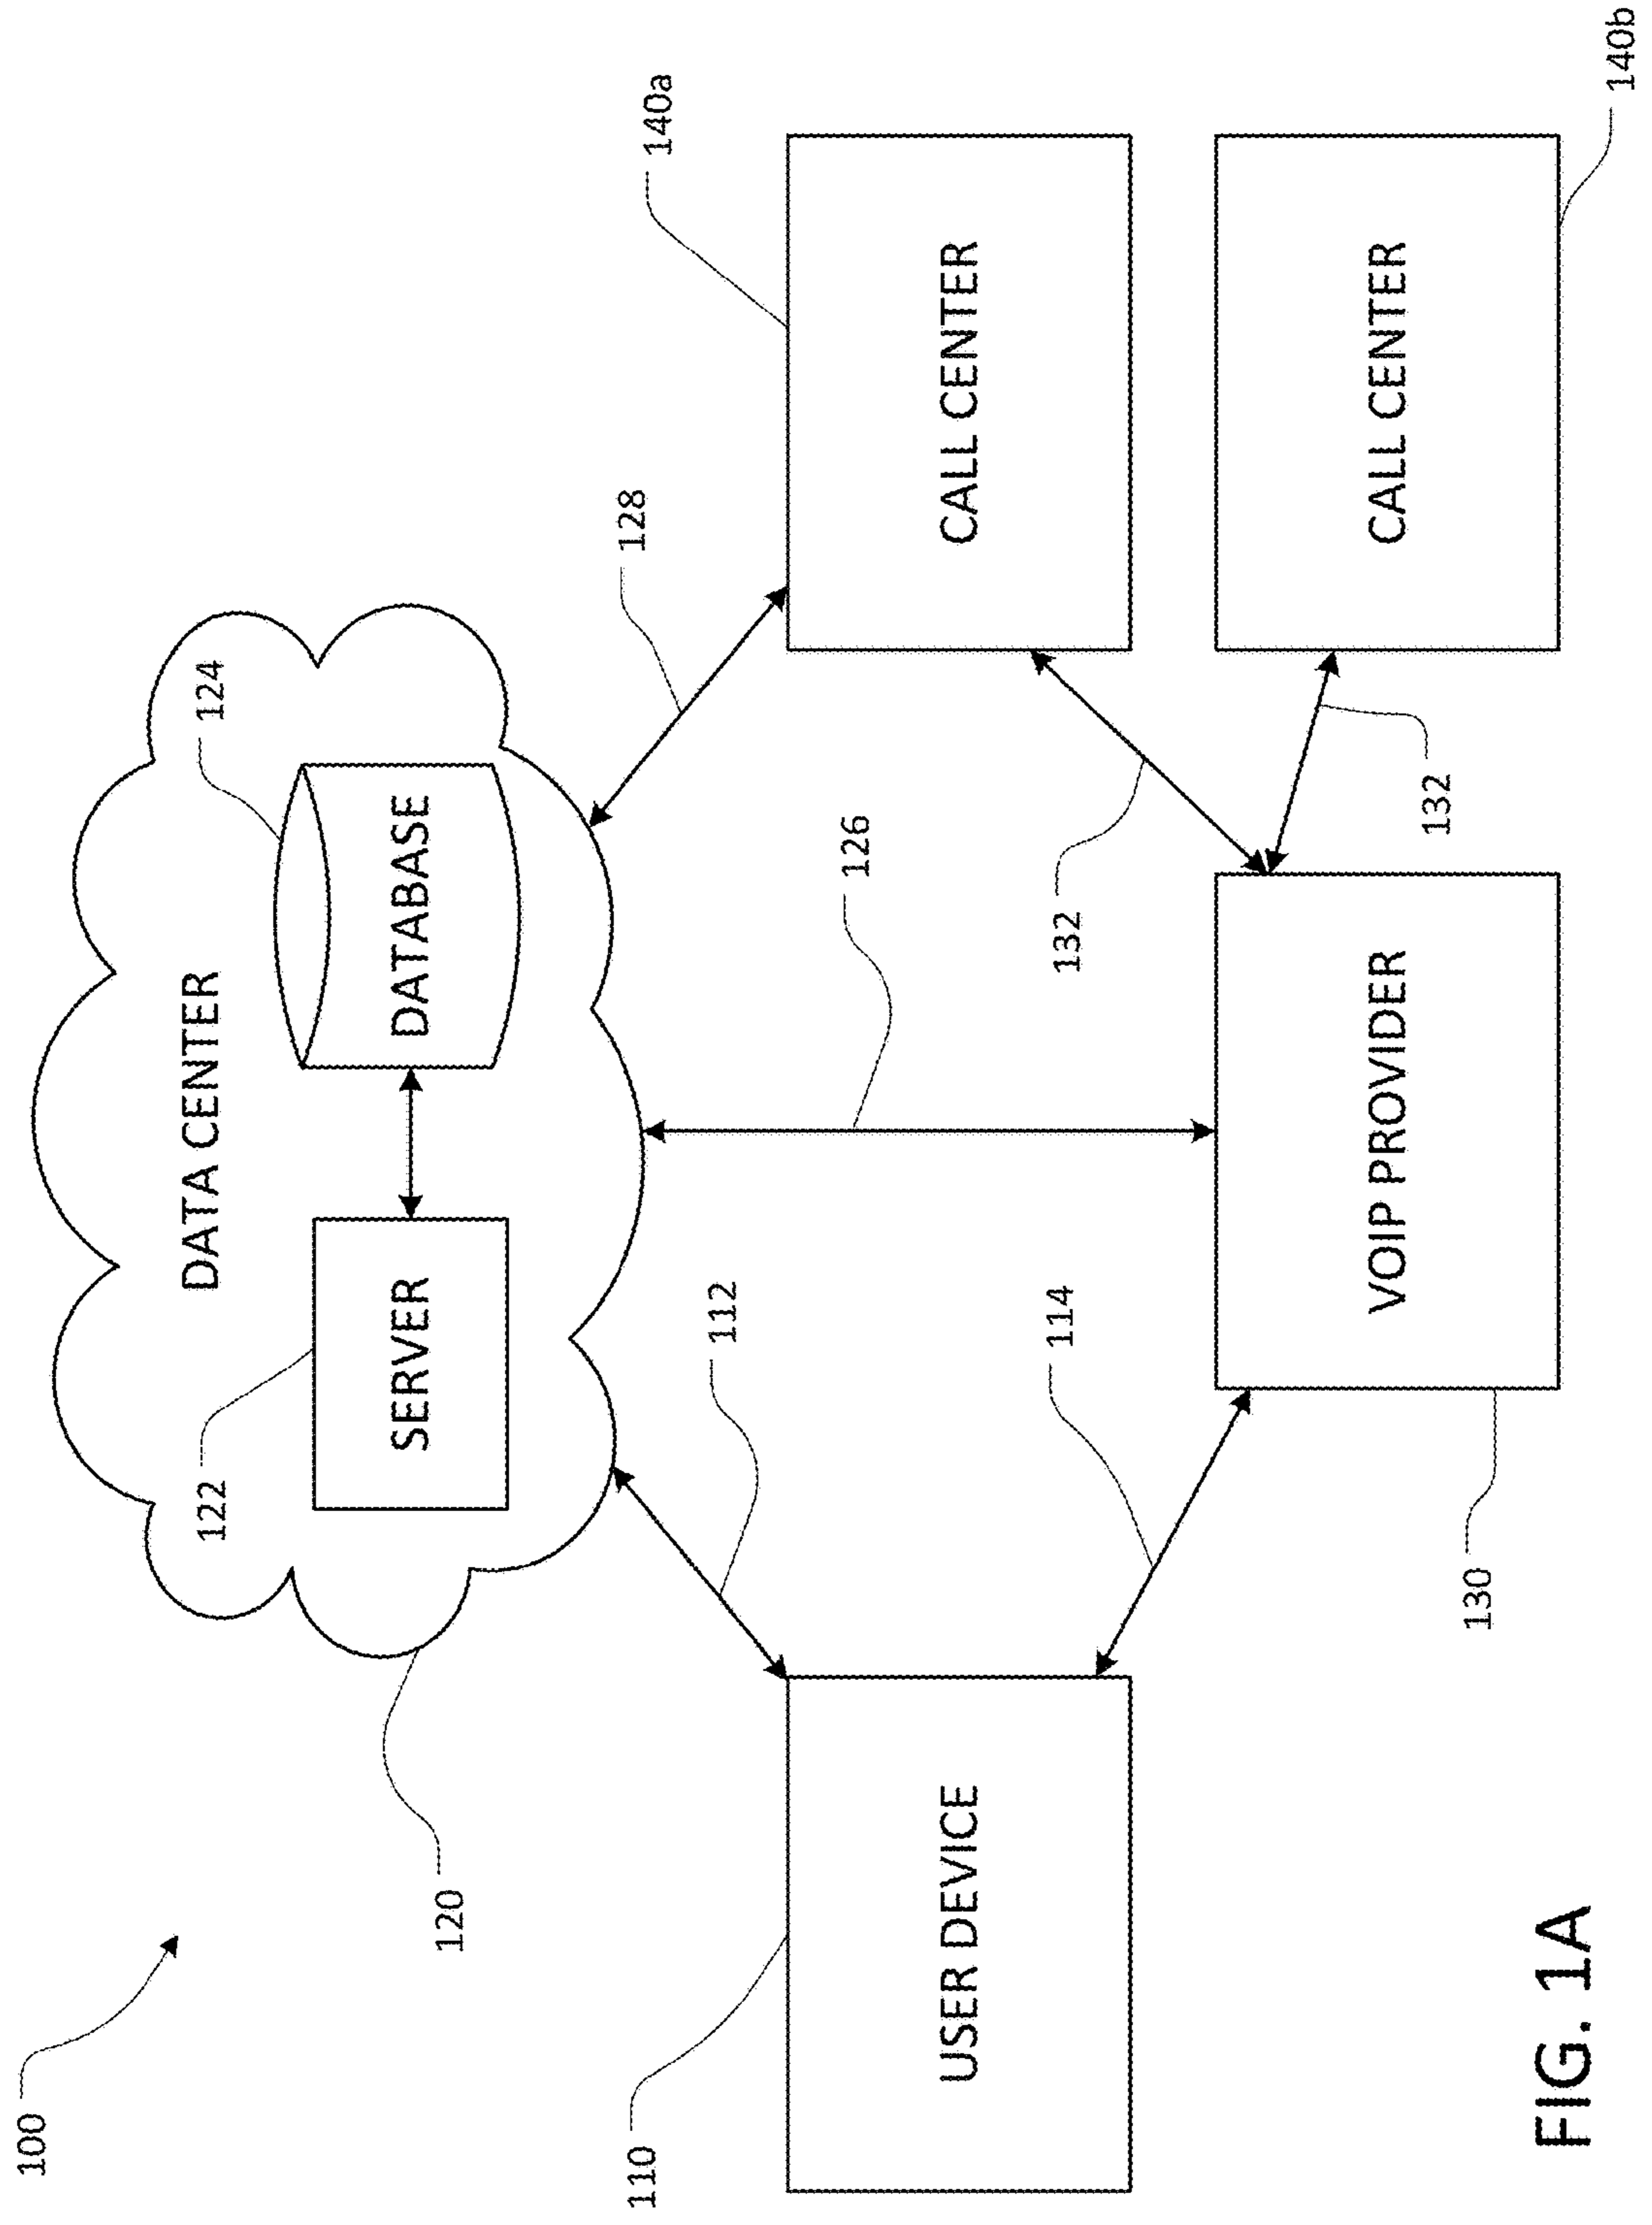 100
120
122
124
DATA CENTER
SERVER
DATABASE
128
140a
110
112
126
USER DEVICE
CALL CENTER
114
132
130
VOIP PROVIDER
132
CALL CENTER
140b
FIG. 1A